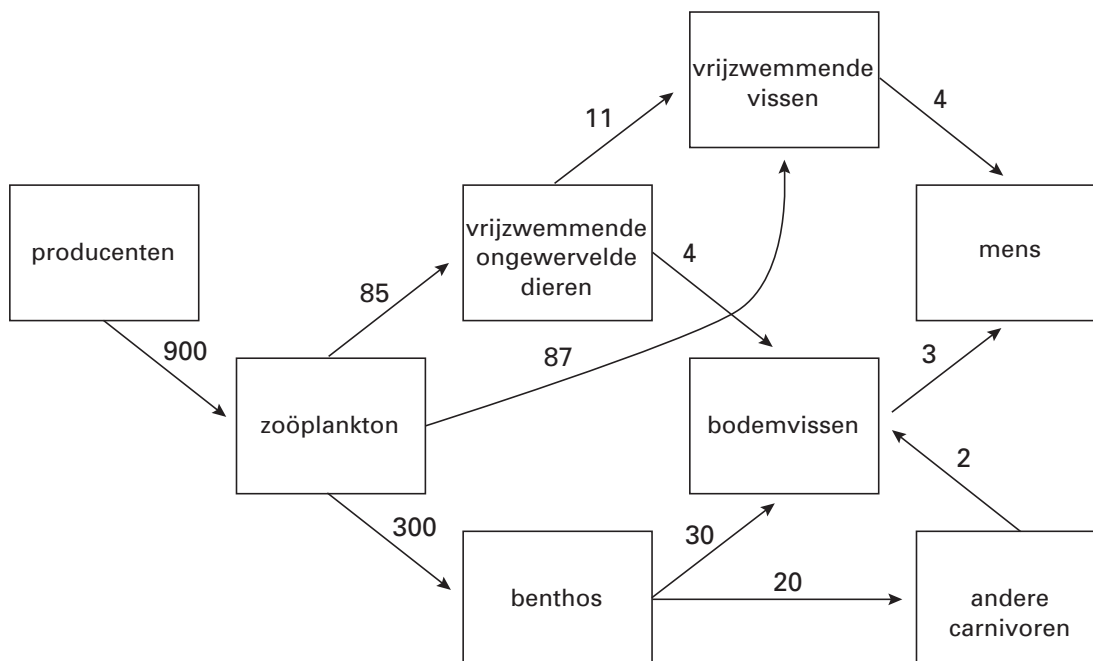 vrijzwemmende
vissen
11
4
producenten
vrijzwemmende
ongewervelde
dieren
mens
85
4
900
87
3
zoöplankton
bodemvissen
2
300
30
benthos
20
andere
carnivoren